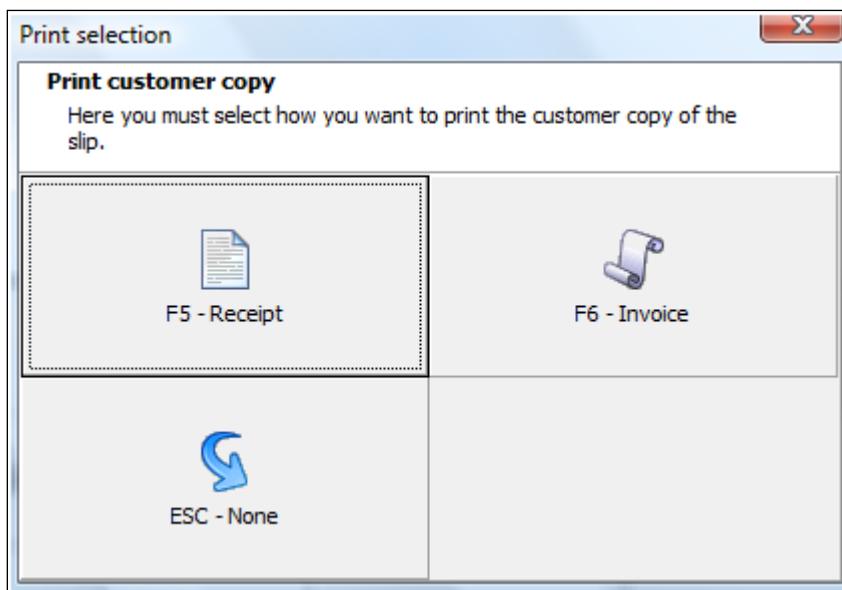 Print selection
Print customer copy
Here you must select how you want to print the customer copy of the
slip.
F5 - Receipt
F6 - Invoice
ESC - None